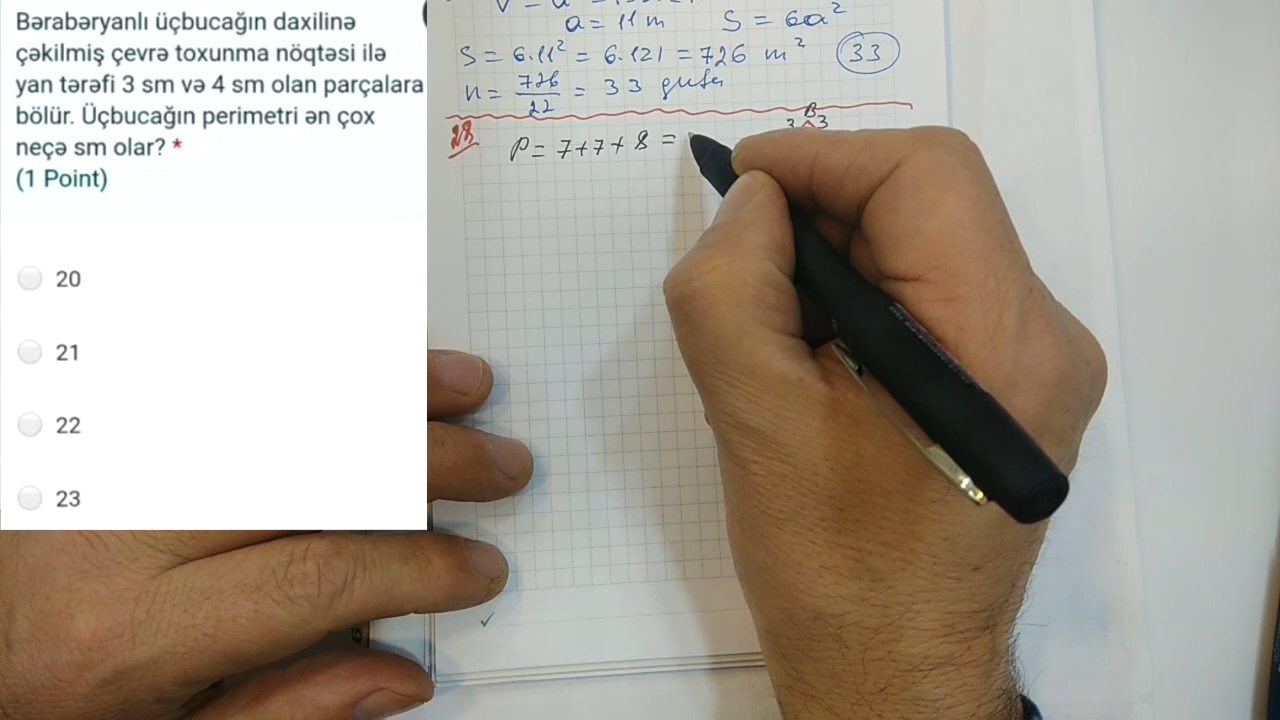 Bərabəryanlı üçbucağın daxilinə
çəkilmiş çevrə toxunma nöqtəsi ilə
yan tərəfi 3 sm və 4 sm olan parçalara
bölür. Üçbucağın perimetri ən çox
neçə sm olar? *
(1 Point)
20
21
22
23
a = 11 m S = 6a²
S = 6.11² = 6.121 = 726 m² 33
n = 726/22 = 33 qutu
28 B
3 3
P = 7+7+8 =